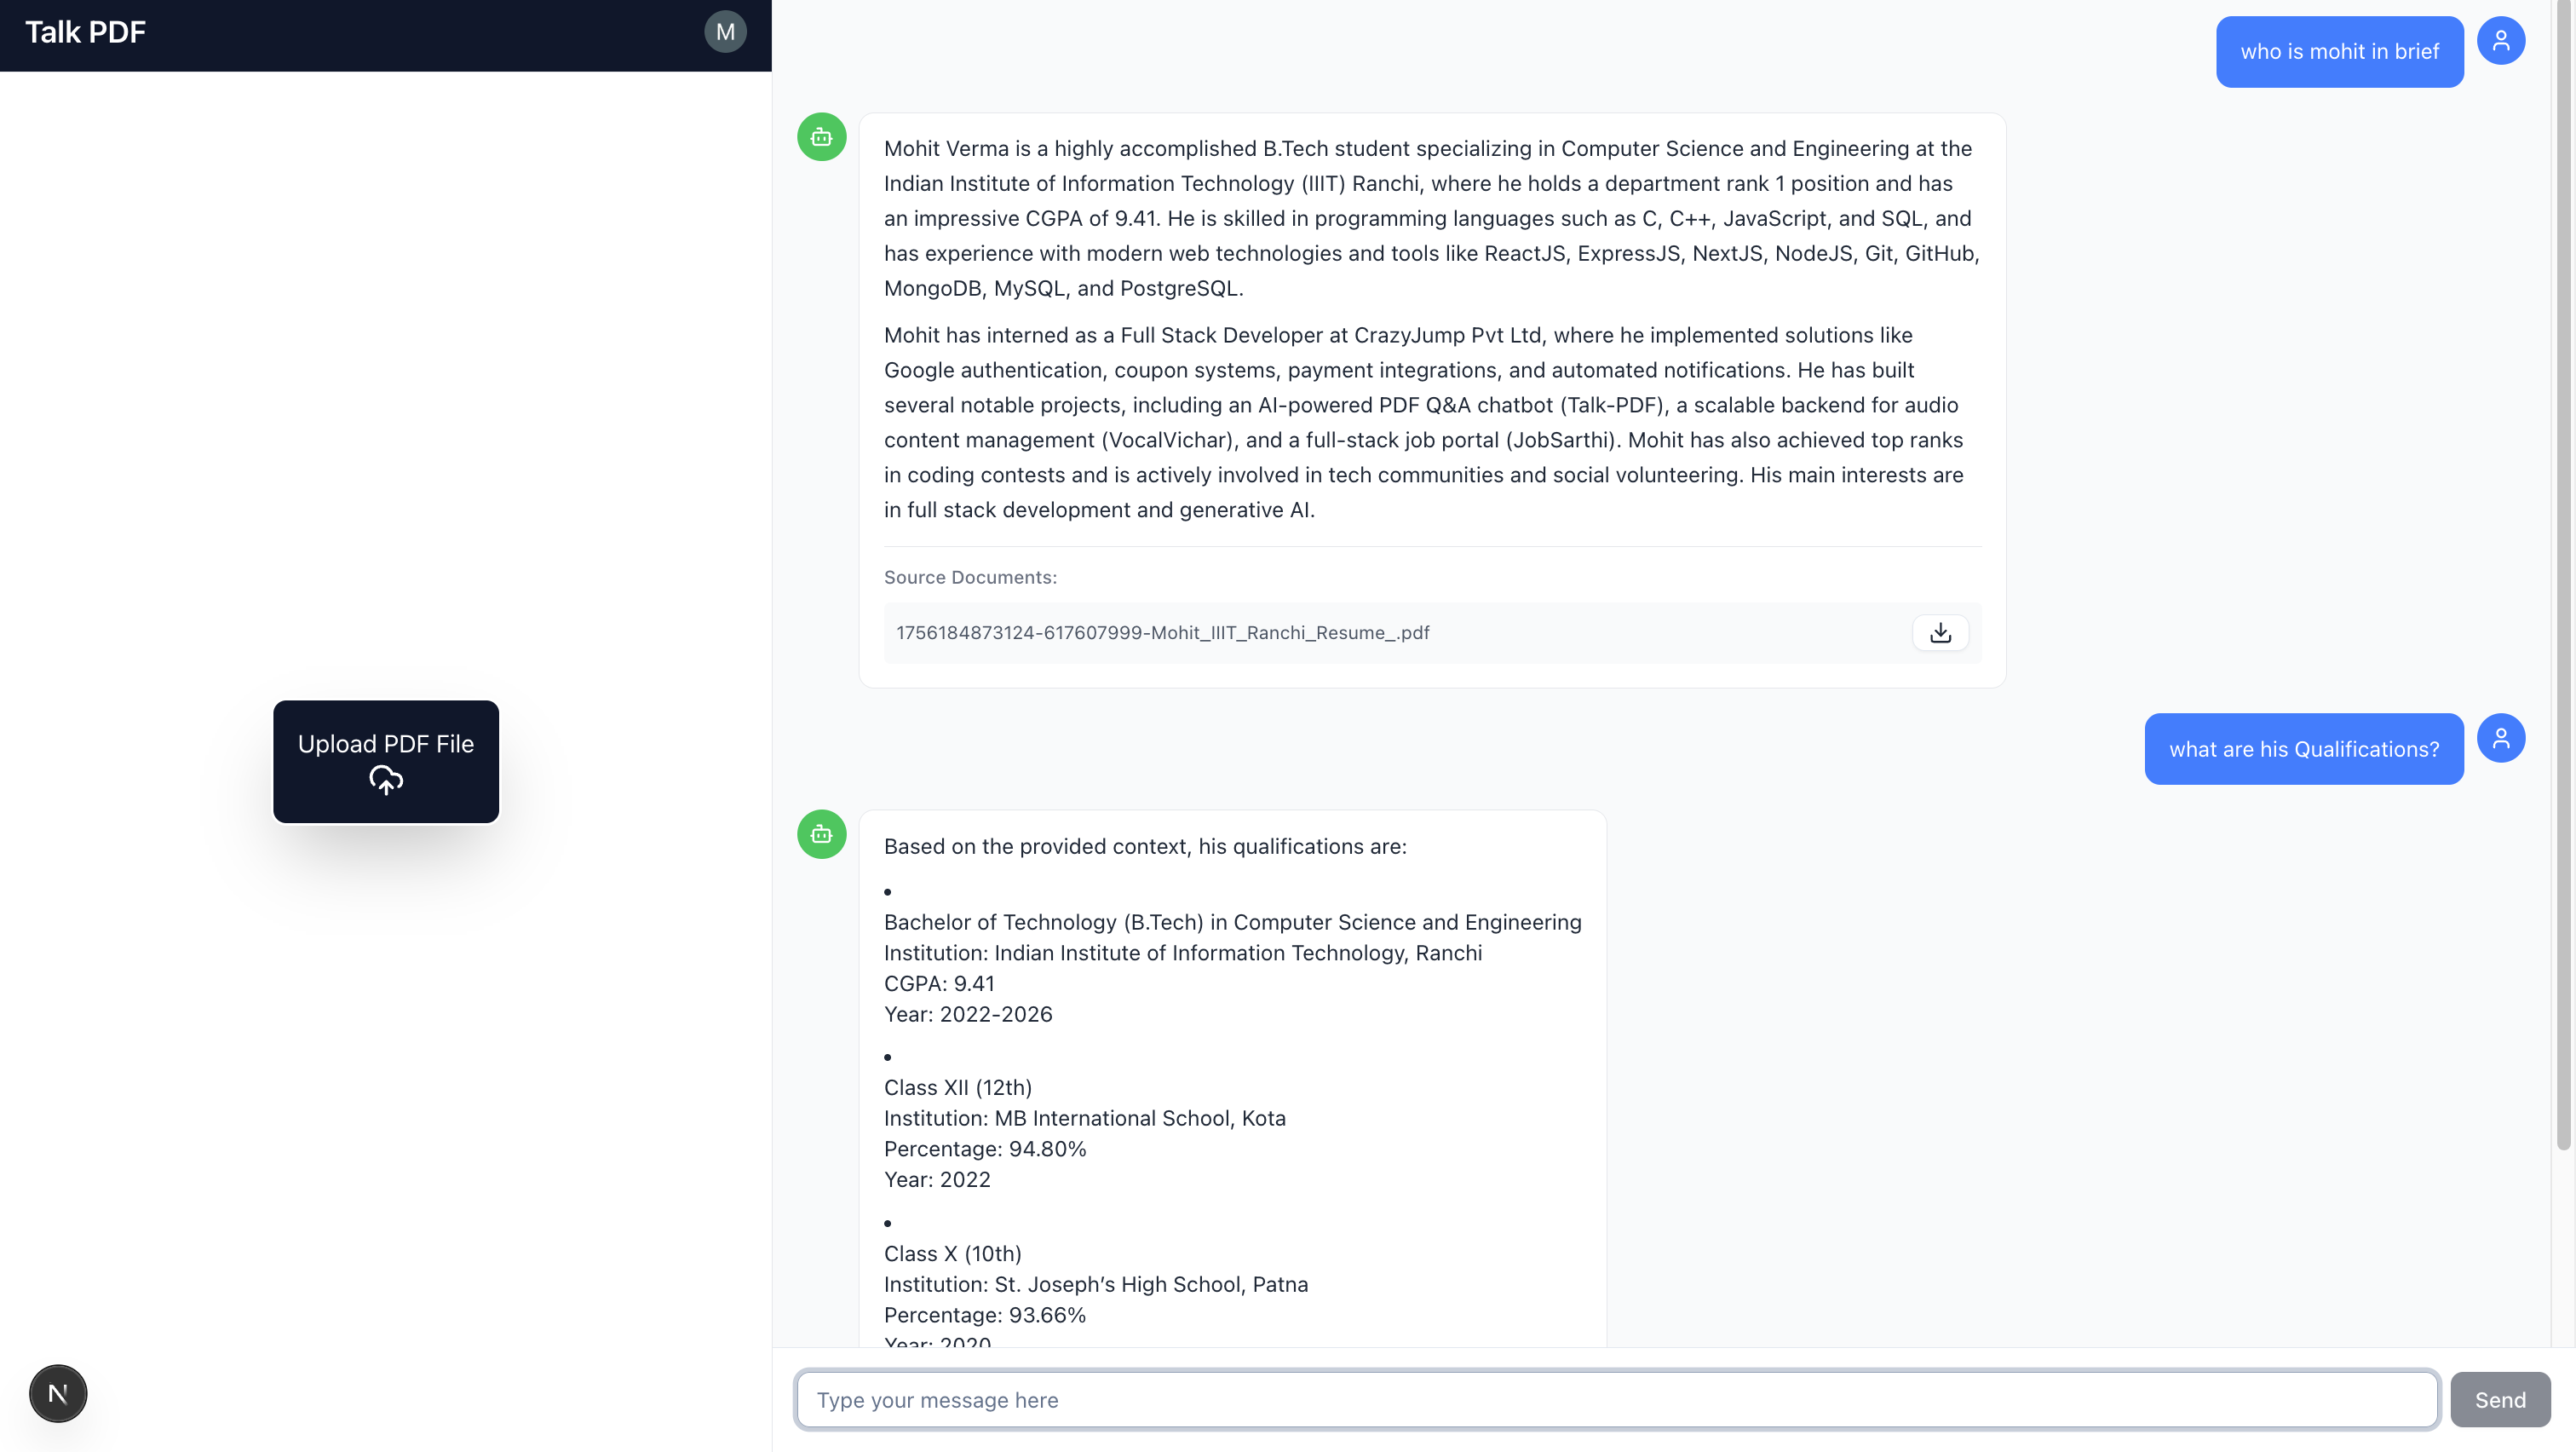 Talk PDF
M
Upload PDF File
N
who is mohit in brief
Mohit Verma is a highly accomplished B.Tech student specializing in Computer Science and Engineering at the
Indian Institute of Information Technology (IIIT) Ranchi, where he holds a department rank 1 position and has
an impressive CGPA of 9.41. He is skilled in programming languages such as C, C++, JavaScript, and SQL, and
has experience with modern web technologies and tools like ReactJS, ExpressJS, NextJS, NodeJS, Git, GitHub,
MongoDB, MySQL, and PostgreSQL.
Mohit has interned as a Full Stack Developer at CrazyJump Pvt Ltd, where he implemented solutions like
Google authentication, coupon systems, payment integrations, and automated notifications. He has built
several notable projects, including an AI-powered PDF Q&A chatbot (Talk-PDF), a scalable backend for audio
content management (VocalVichar), and a full-stack job portal (JobSarthi). Mohit has also achieved top ranks
in coding contests and is actively involved in tech communities and social volunteering. His main interests are
in full stack development and generative AI.
Source Documents:
1756184873124-617607999-Mohit_IIIT_Ranchi_Resume_.pdf
what are his Qualifications?
Based on the provided context, his qualifications are:
•
Bachelor of Technology (B.Tech) in Computer Science and Engineering
Institution: Indian Institute of Information Technology, Ranchi
CGPA: 9.41
Year: 2022-2026
•
Class XII (12th)
Institution: MB International School, Kota
Percentage: 94.80%
Year: 2022
•
Class X (10th)
Institution: St. Joseph’s High School, Patna
Percentage: 93.66%
Year: 2020
Type your message here
Send